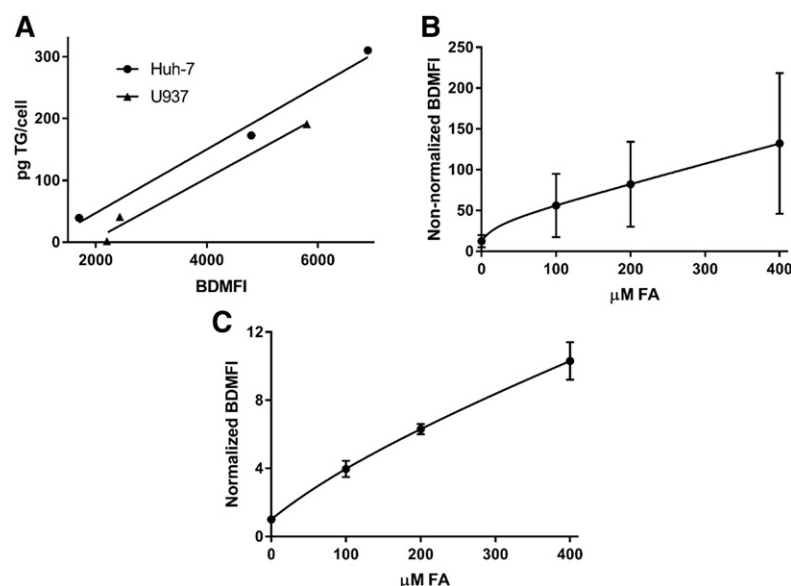 A
300
200
100
0
pg TG/cell
Huh-7
U937
2000
4000
6000
BDMFI
B
250
200
150
100
50
0
Non-normalized BDMFI
0
100
200
300
400
µM FA
C
12
8
4
0
Normalized BDMFI
0
100
200
300
400
µM FA